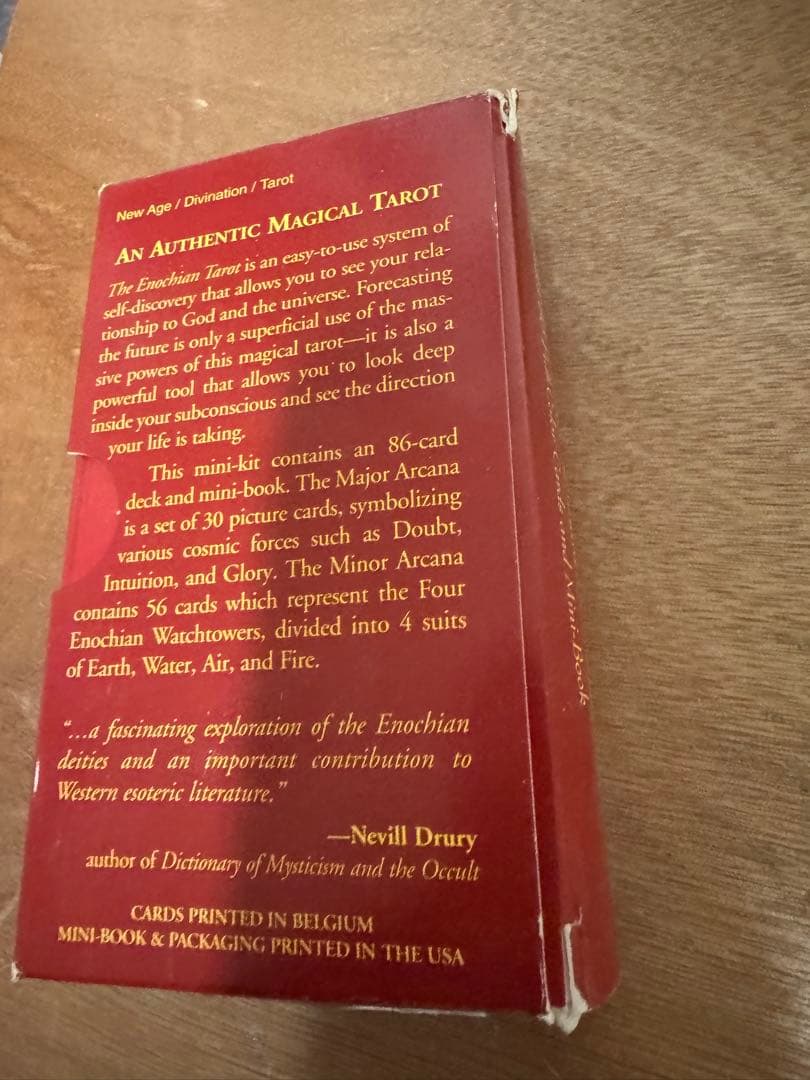 New Age / Divination / Tarot
AN AUTHENTIC MAGICAL TAROT
The Enochian Tarot is an easy-to-use system of
self-discovery that allows you to see your rela-
tionship to God and the universe. Forecasting
the future is only a superficial use of the mas-
sive powers of this magical tarot—it is also a
powerful tool that allows you to look deep
inside your subconscious and see the direction
your life is taking.
This mini-kit contains an 86-card
deck and mini-book. The Major Arcana
is a set of 30 picture cards, symbolizing
various cosmic forces such as Doubt,
Intuition, and Glory. The Minor Arcana
contains 56 cards which represent the Four
Enochian Watchtowers, divided into 4 suits
of Earth, Water, Air, and Fire.
"...a fascinating exploration of the Enochian
deities and an important contribution to
Western esoteric literature."
—Nevill Drury
author of Dictionary of Mysticism and the Occult
CARDS PRINTED IN BELGIUM
MINI-BOOK & PACKAGING PRINTED IN THE USA
and Mini-Book